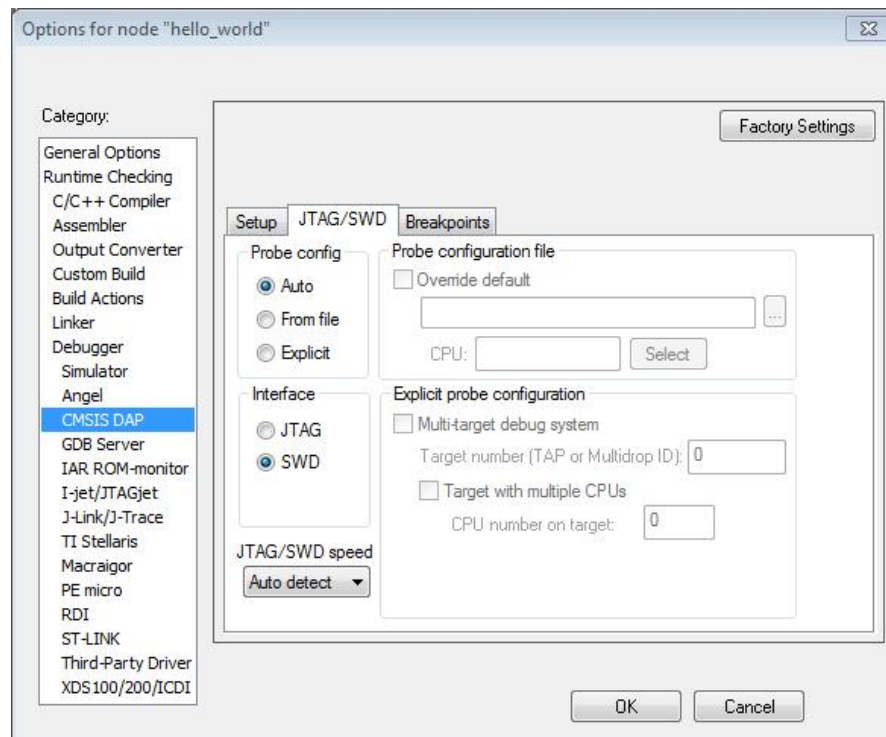 Options for node "hello_world"
Category:
Factory Settings
General Options
Runtime Checking
C/C++ Compiler
Assembler
Output Converter
Custom Build
Build Actions
Linker
Debugger
Simulator
Angel
CMSIS DAP
GDB Server
IAR ROM-monitor
I-jet/JTAGjet
J-Link/J-Trace
TI Stellaris
Macraigor
PE micro
RDI
ST-LINK
Third-Party Driver
XDS100/200/ICDI
Setup JTAG/SWD Breakpoints
Probe config
Auto
From file
Explicit
Probe configuration file
Override default
...
CPU: Select
Interface
JTAG
SWD
Explicit probe configuration
Multi-target debug system
Target number (TAP or Multidrop ID): 0
Target with multiple CPUs
CPU number on target: 0
JTAG/SWD speed
Auto detect
OK Cancel